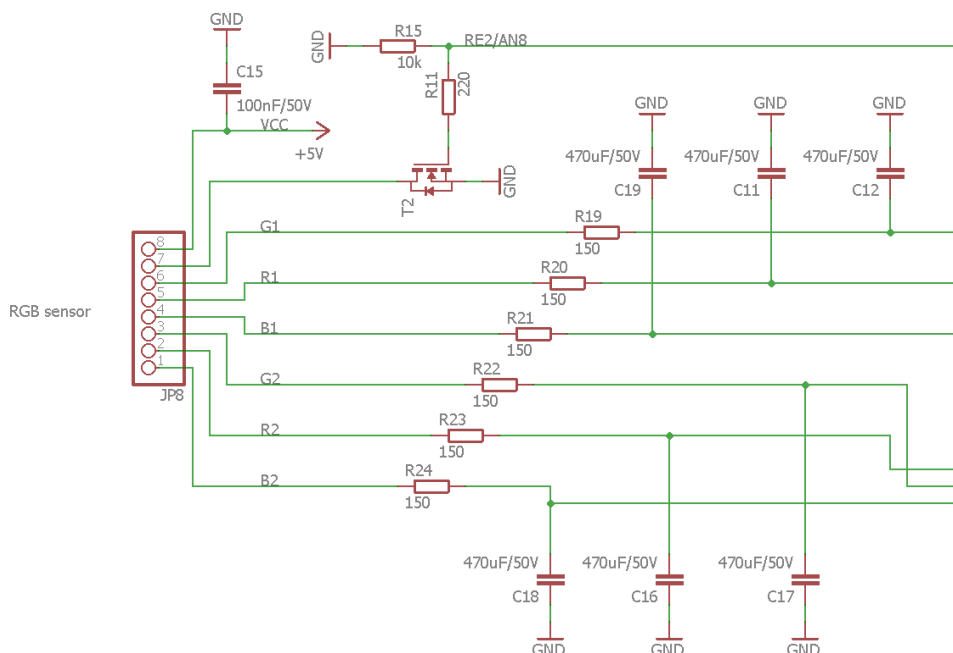 GND
R15
GND
RE2/AN8
10k
C15
R11
220
100nF/50V
VCC
+5V
GND
GND
GND
470uF/50V
470uF/50V
470uF/50V
C19
C11
C12
GND
T2
G1
R19
150
8
7
6
5
4
3
2
1
R1
R20
150
RGB sensor
B1
R21
150
JP8
G2
R22
150
R2
R23
150
B2
R24
150
470uF/50V
470uF/50V
470uF/50V
C18
C16
C17
GND
GND
GND